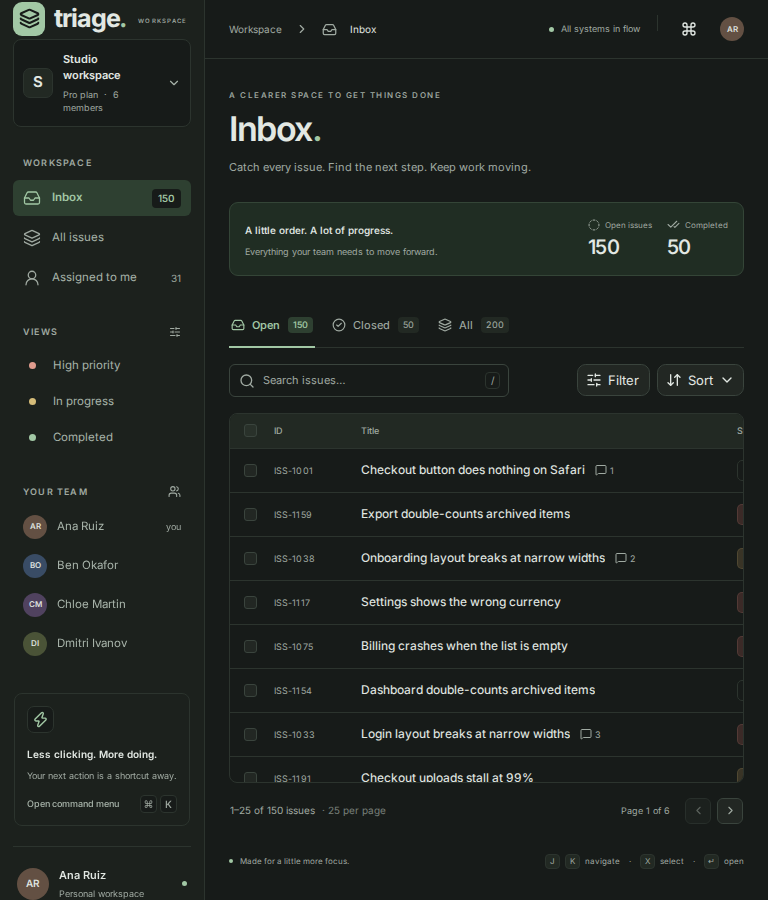 triage. WORKSPACE
S
Studio
workspace
Pro plan · 6
members
WORKSPACE
Inbox 150
All issues
Assigned to me 31
VIEWS
High priority
In progress
Completed
YOUR TEAM
AR Ana Ruiz you
BO Ben Okafor
CM Chloe Martin
DI Dmitri Ivanov
Less clicking. More doing.
Your next action is a shortcut away.
Open command menu ⌘ K
AR Ana Ruiz
Personal workspace
Workspace > Inbox
All systems in flow ⌘ AR
A CLEARER SPACE TO GET THINGS DONE
Inbox.
Catch every issue. Find the next step. Keep work moving.
A little order. A lot of progress.
Everything your team needs to move forward.
Open issues
150
Completed
50
Open 150 Closed 50 All 200
Search issues... /
Filter Sort
ID Title S
ISS-1001 Checkout button does nothing on Safari 1
ISS-1159 Export double-counts archived items
ISS-1038 Onboarding layout breaks at narrow widths 2
ISS-1117 Settings shows the wrong currency
ISS-1075 Billing crashes when the list is empty
ISS-1154 Dashboard double-counts archived items
ISS-1033 Login layout breaks at narrow widths 3
ISS-1191 Checkout uploads stall at 99%
1–25 of 150 issues · 25 per page
Page 1 of 6
Made for a little more focus.
J K navigate · X select · ↵ open